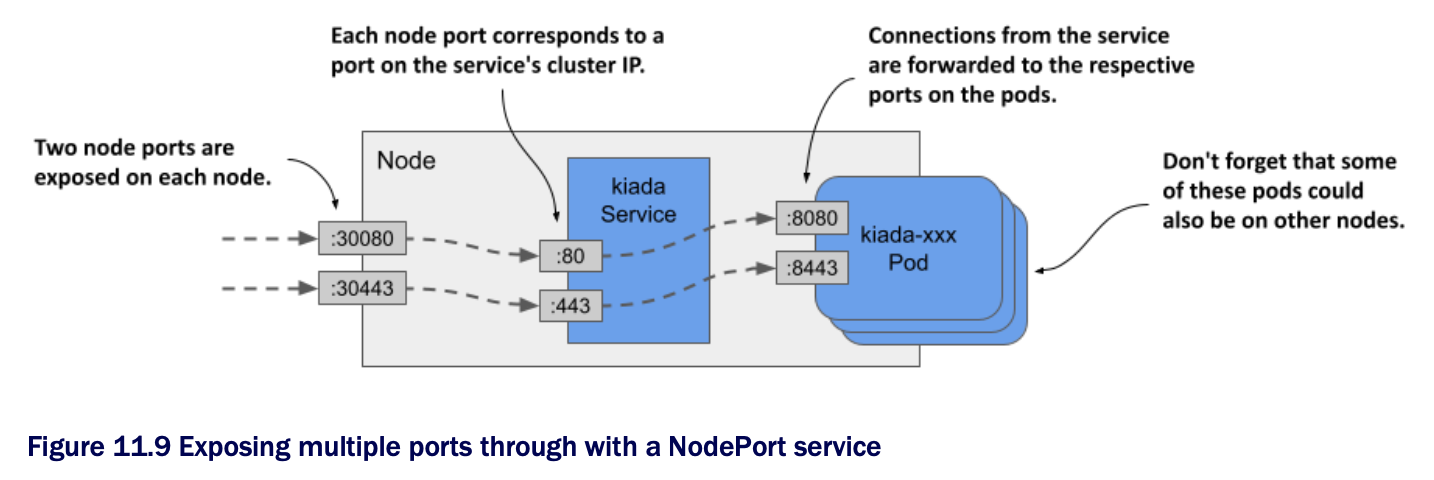 Each node port corresponds to a
port on the service's cluster IP.
Connections from the service
are forwarded to the respective
ports on the pods.
Two node ports are
exposed on each node.
Node
kiada
Service
Don't forget that some
of these pods could
also be on other nodes.
:30080
:30443
:80
:443
:8080
:8443
kiada-xxx
Pod
Figure 11.9 Exposing multiple ports through with a NodePort service